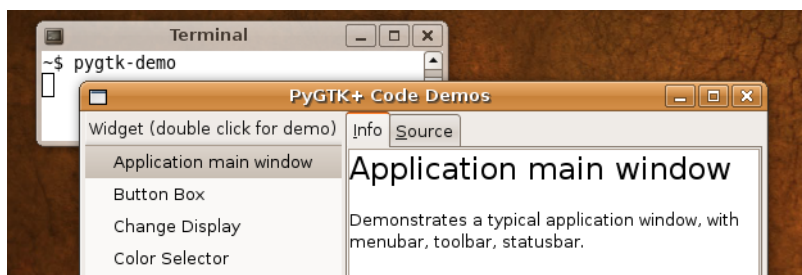 Terminal
~$ pygtk-demo
PyGTK+ Code Demos
Widget (double click for demo)
Info Source
Application main window
Button Box
Change Display
Color Selector
Application main window
Demonstrates a typical application window, with
menubar, toolbar, statusbar.